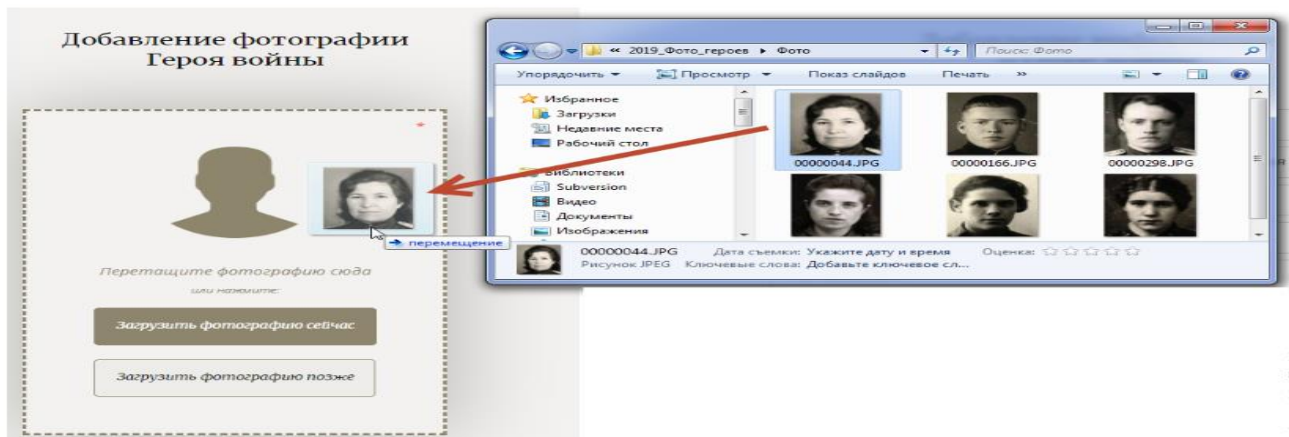 Добавление фотографии
Героя войны
*
Перетащите фотографию сюда
или нажмите:
Загрузить фотографию сейчас
Загрузить фотографию позже
перемещение
« 2019_Фото_героев ▸ Фото
Поиск: Фото
Упорядочить
Просмотр
Показ слайдов
Печать
»
Избранное
Загрузки
Недавние места
Рабочий стол
Библиотеки
Subversion
Видео
Документы
Изображения
00000044.JPG
00000166.JPG
00000298.JPG
00000044.JPG Дата съемки: Укажите дату и время Оценка:
Рисунок JPEG Ключевые слова: Добавьте ключевое сл...